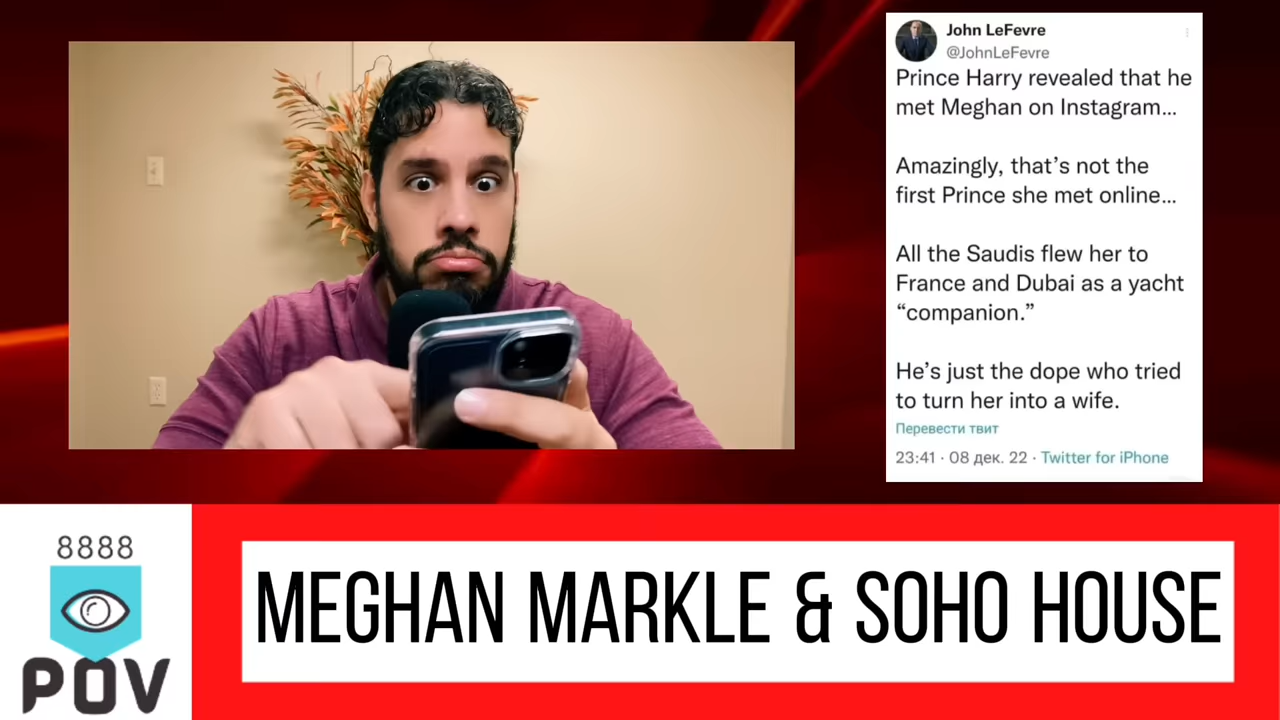 John LeFevre
@JohnLeFevre
Prince Harry revealed that he
met Meghan on Instagram...
Amazingly, that's not the
first Prince she met online...
All the Saudis flew her to
France and Dubai as a yacht
“companion.”
He's just the dope who tried
to turn her into a wife.
Перевести твит
23:41 · 08 дек. 22 · Twitter for iPhone
8888
POV
MEGHAN MARKLE & SOHO HOUSE